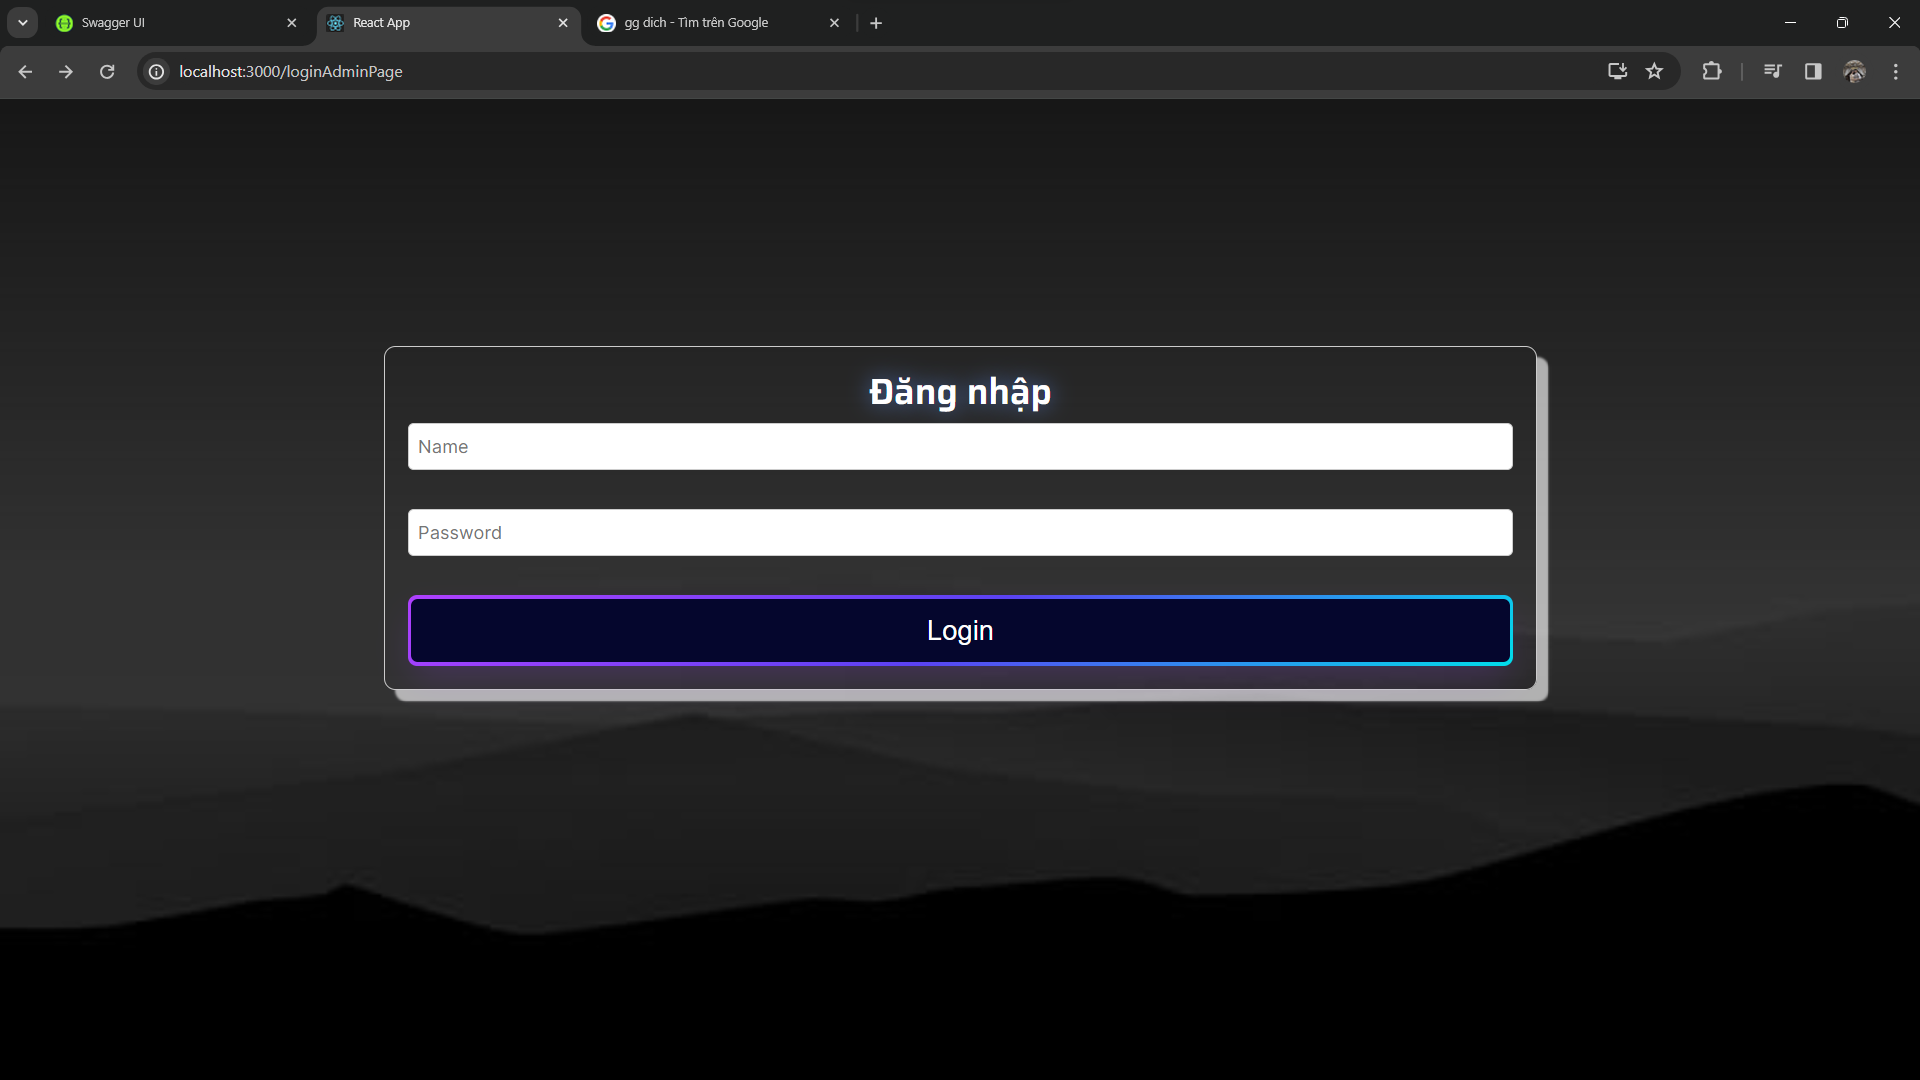 Swagger UI
React App
gg dich - Tìm trên Google
localhost:3000/loginAdminPage
Đăng nhập
Name
Password
Login